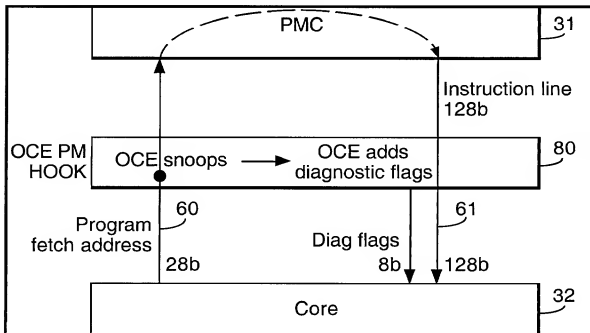 PMC
31
Instruction line
128b
OCE PM
HOOK
OCE snoops
OCE adds
diagnostic flags
80
60
61
Program
fetch address
28b
Diag flags
8b
128b
Core
32